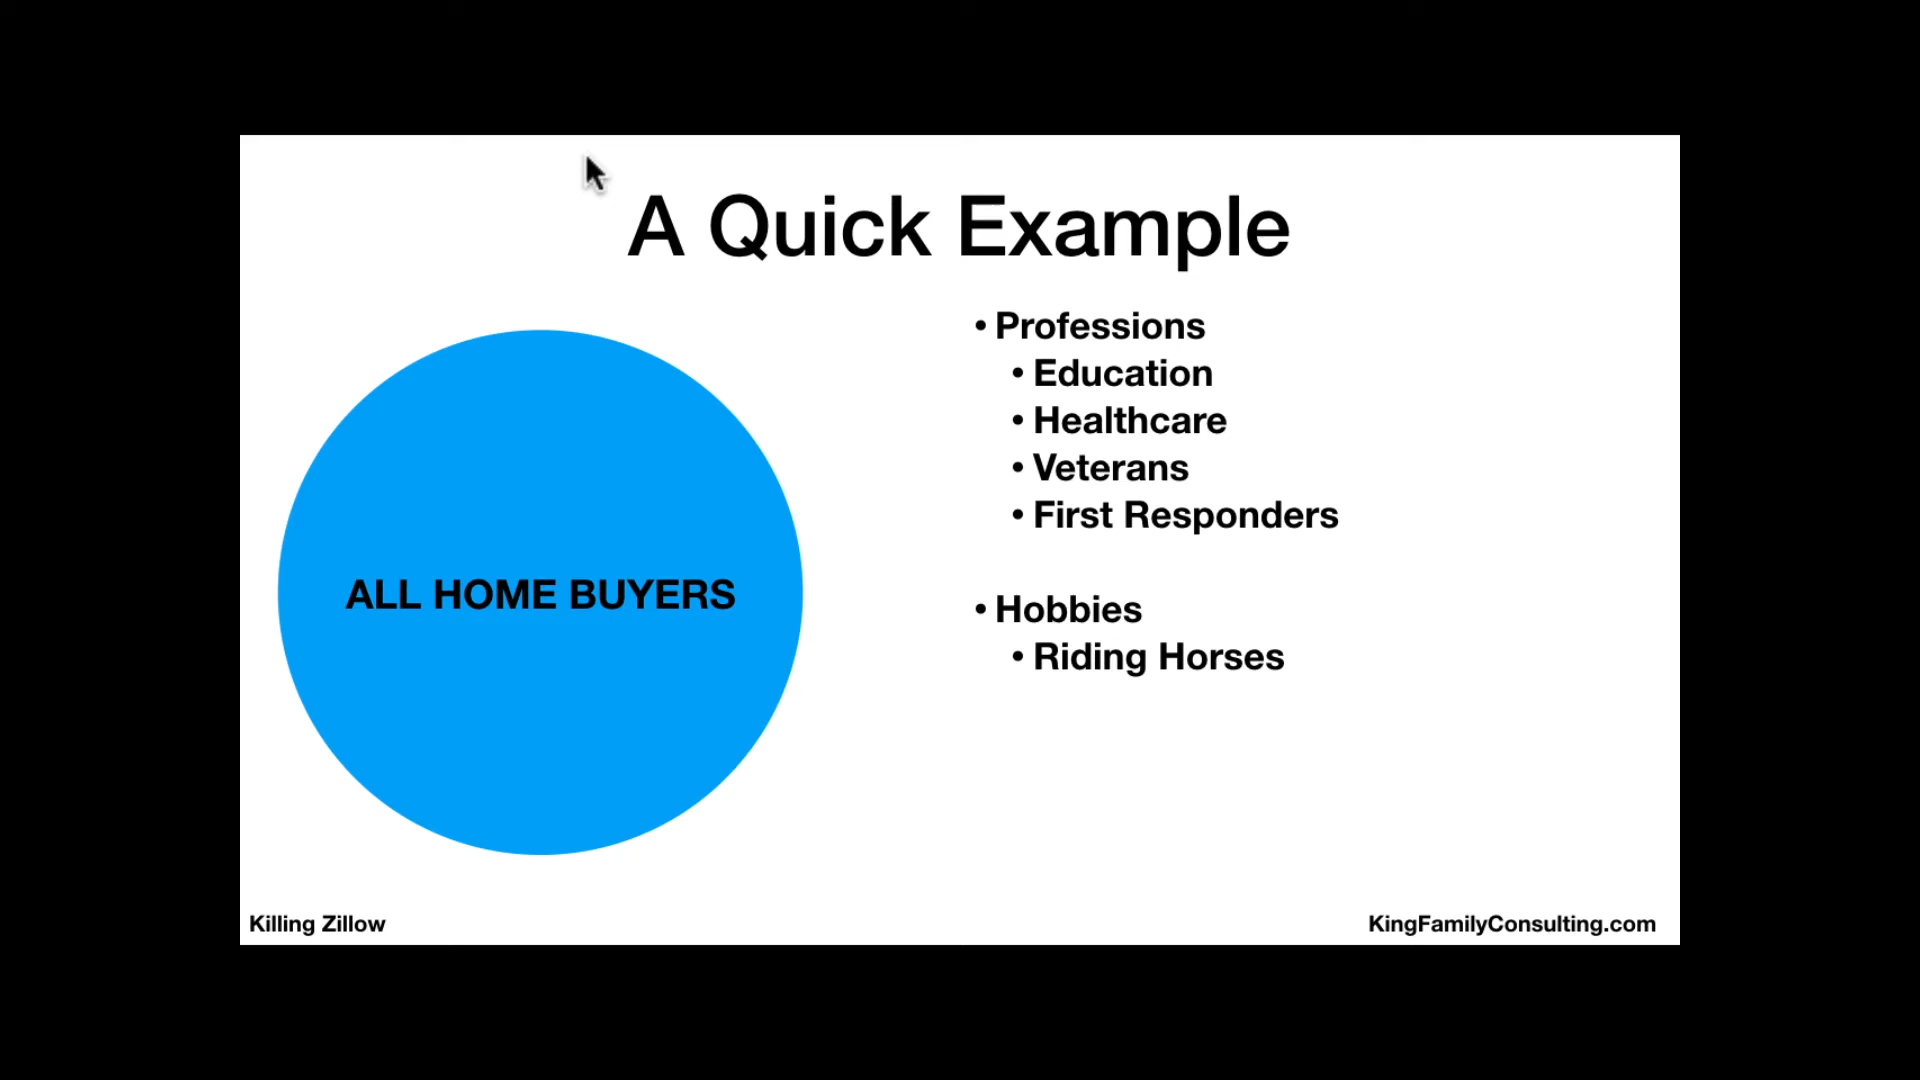 A Quick Example
ALL HOME BUYERS
• Professions
• Education
• Healthcare
• Veterans
• First Responders
• Hobbies
• Riding Horses
Killing Zillow
KingFamilyConsulting.com